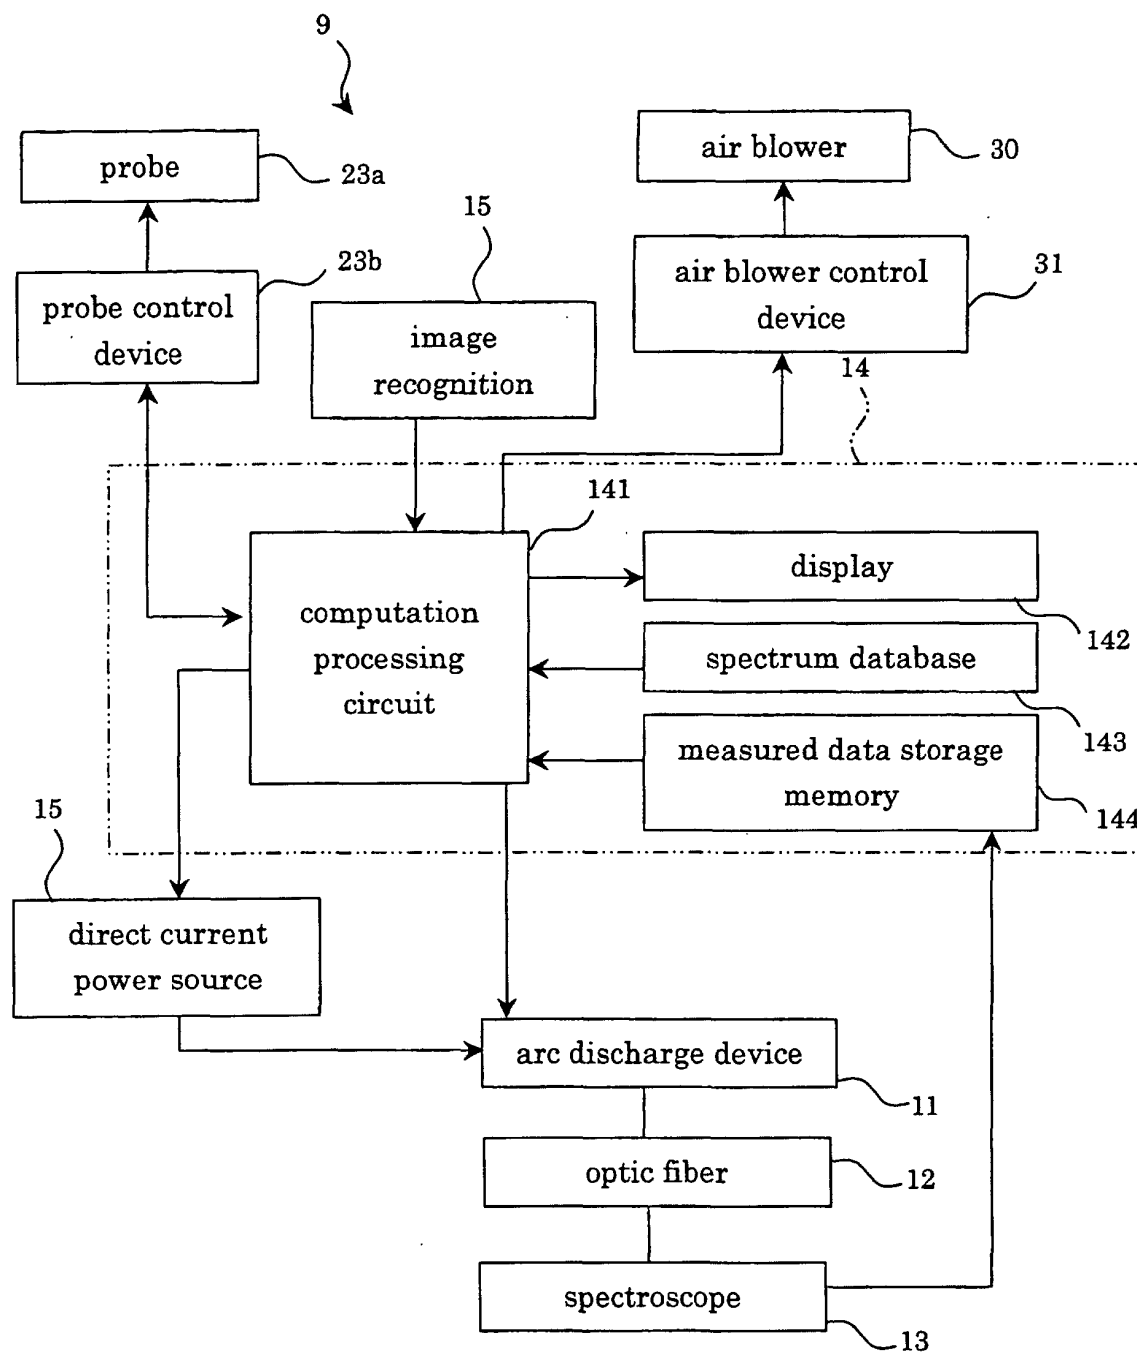 9
probe
23a
air blower
30
15
23b
probe control
device
image
recognition
air blower control
device
31
14
141
computation
processing
circuit
display
142
spectrum database
143
measured data storage
memory
144
15
direct current
power source
arc discharge device
11
optic fiber
12
spectroscope
13